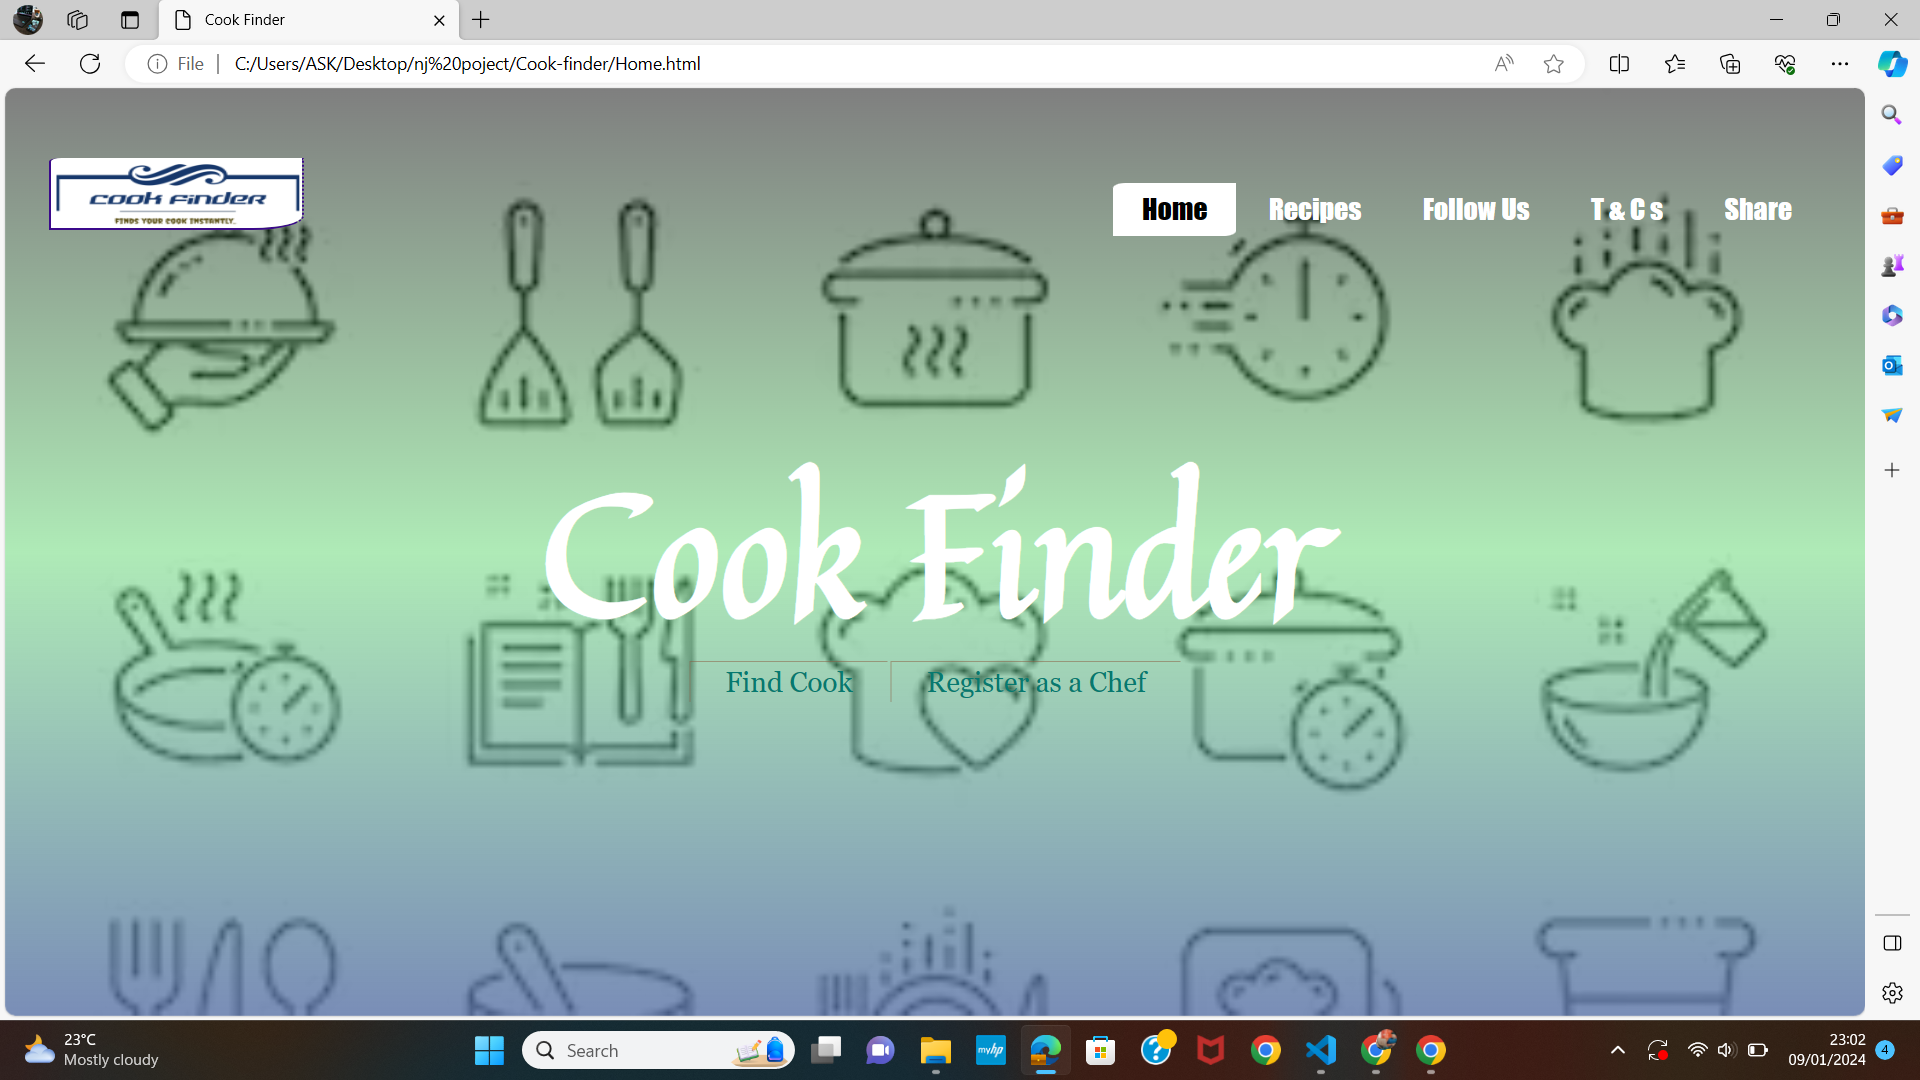 Cook Finder
File
C:/Users/ASK/Desktop/nj%20poject/Cook-finder/Home.html
cook finder
FINDS YOUR COOK INSTANTLY.
Home
Recipes
Follow Us
T & C s
Share
Cook Finder
Find Cook
Register as a Chef
23°C
Mostly cloudy
Search
myhp
23:02
09/01/2024
4